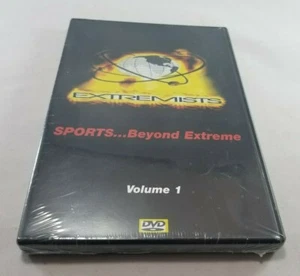 EXTREMISTS
SPORTS...Beyond Extreme
Volume 1
DVD